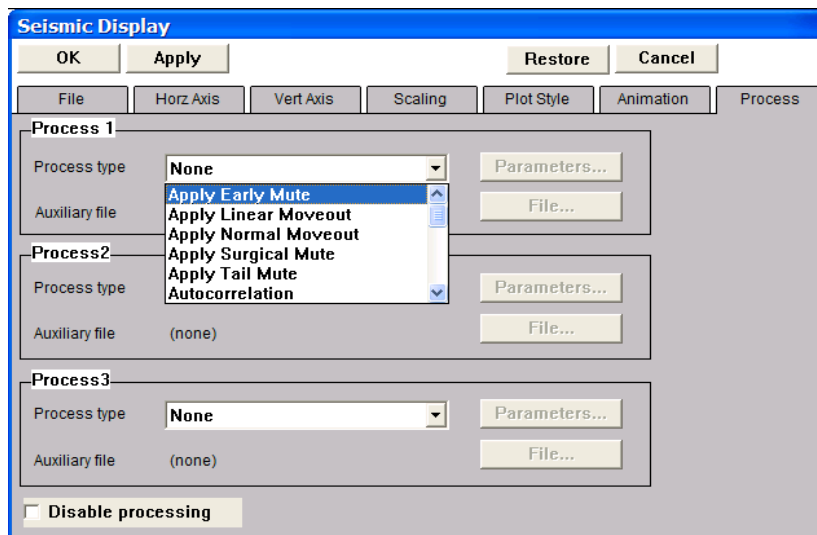 Seismic Display
OK Apply Restore Cancel
File Horz Axis Vert Axis Scaling Plot Style Animation Process
Process 1
Process type None Parameters...
Apply Early Mute
Auxiliary file File...
Apply Linear Moveout
Apply Normal Moveout
Apply Surgical Mute
Process2
Apply Tail Mute
Process type Parameters...
Autocorrelation
Auxiliary file (none) File...
Process3
Process type None Parameters...
Auxiliary file (none) File...
Disable processing